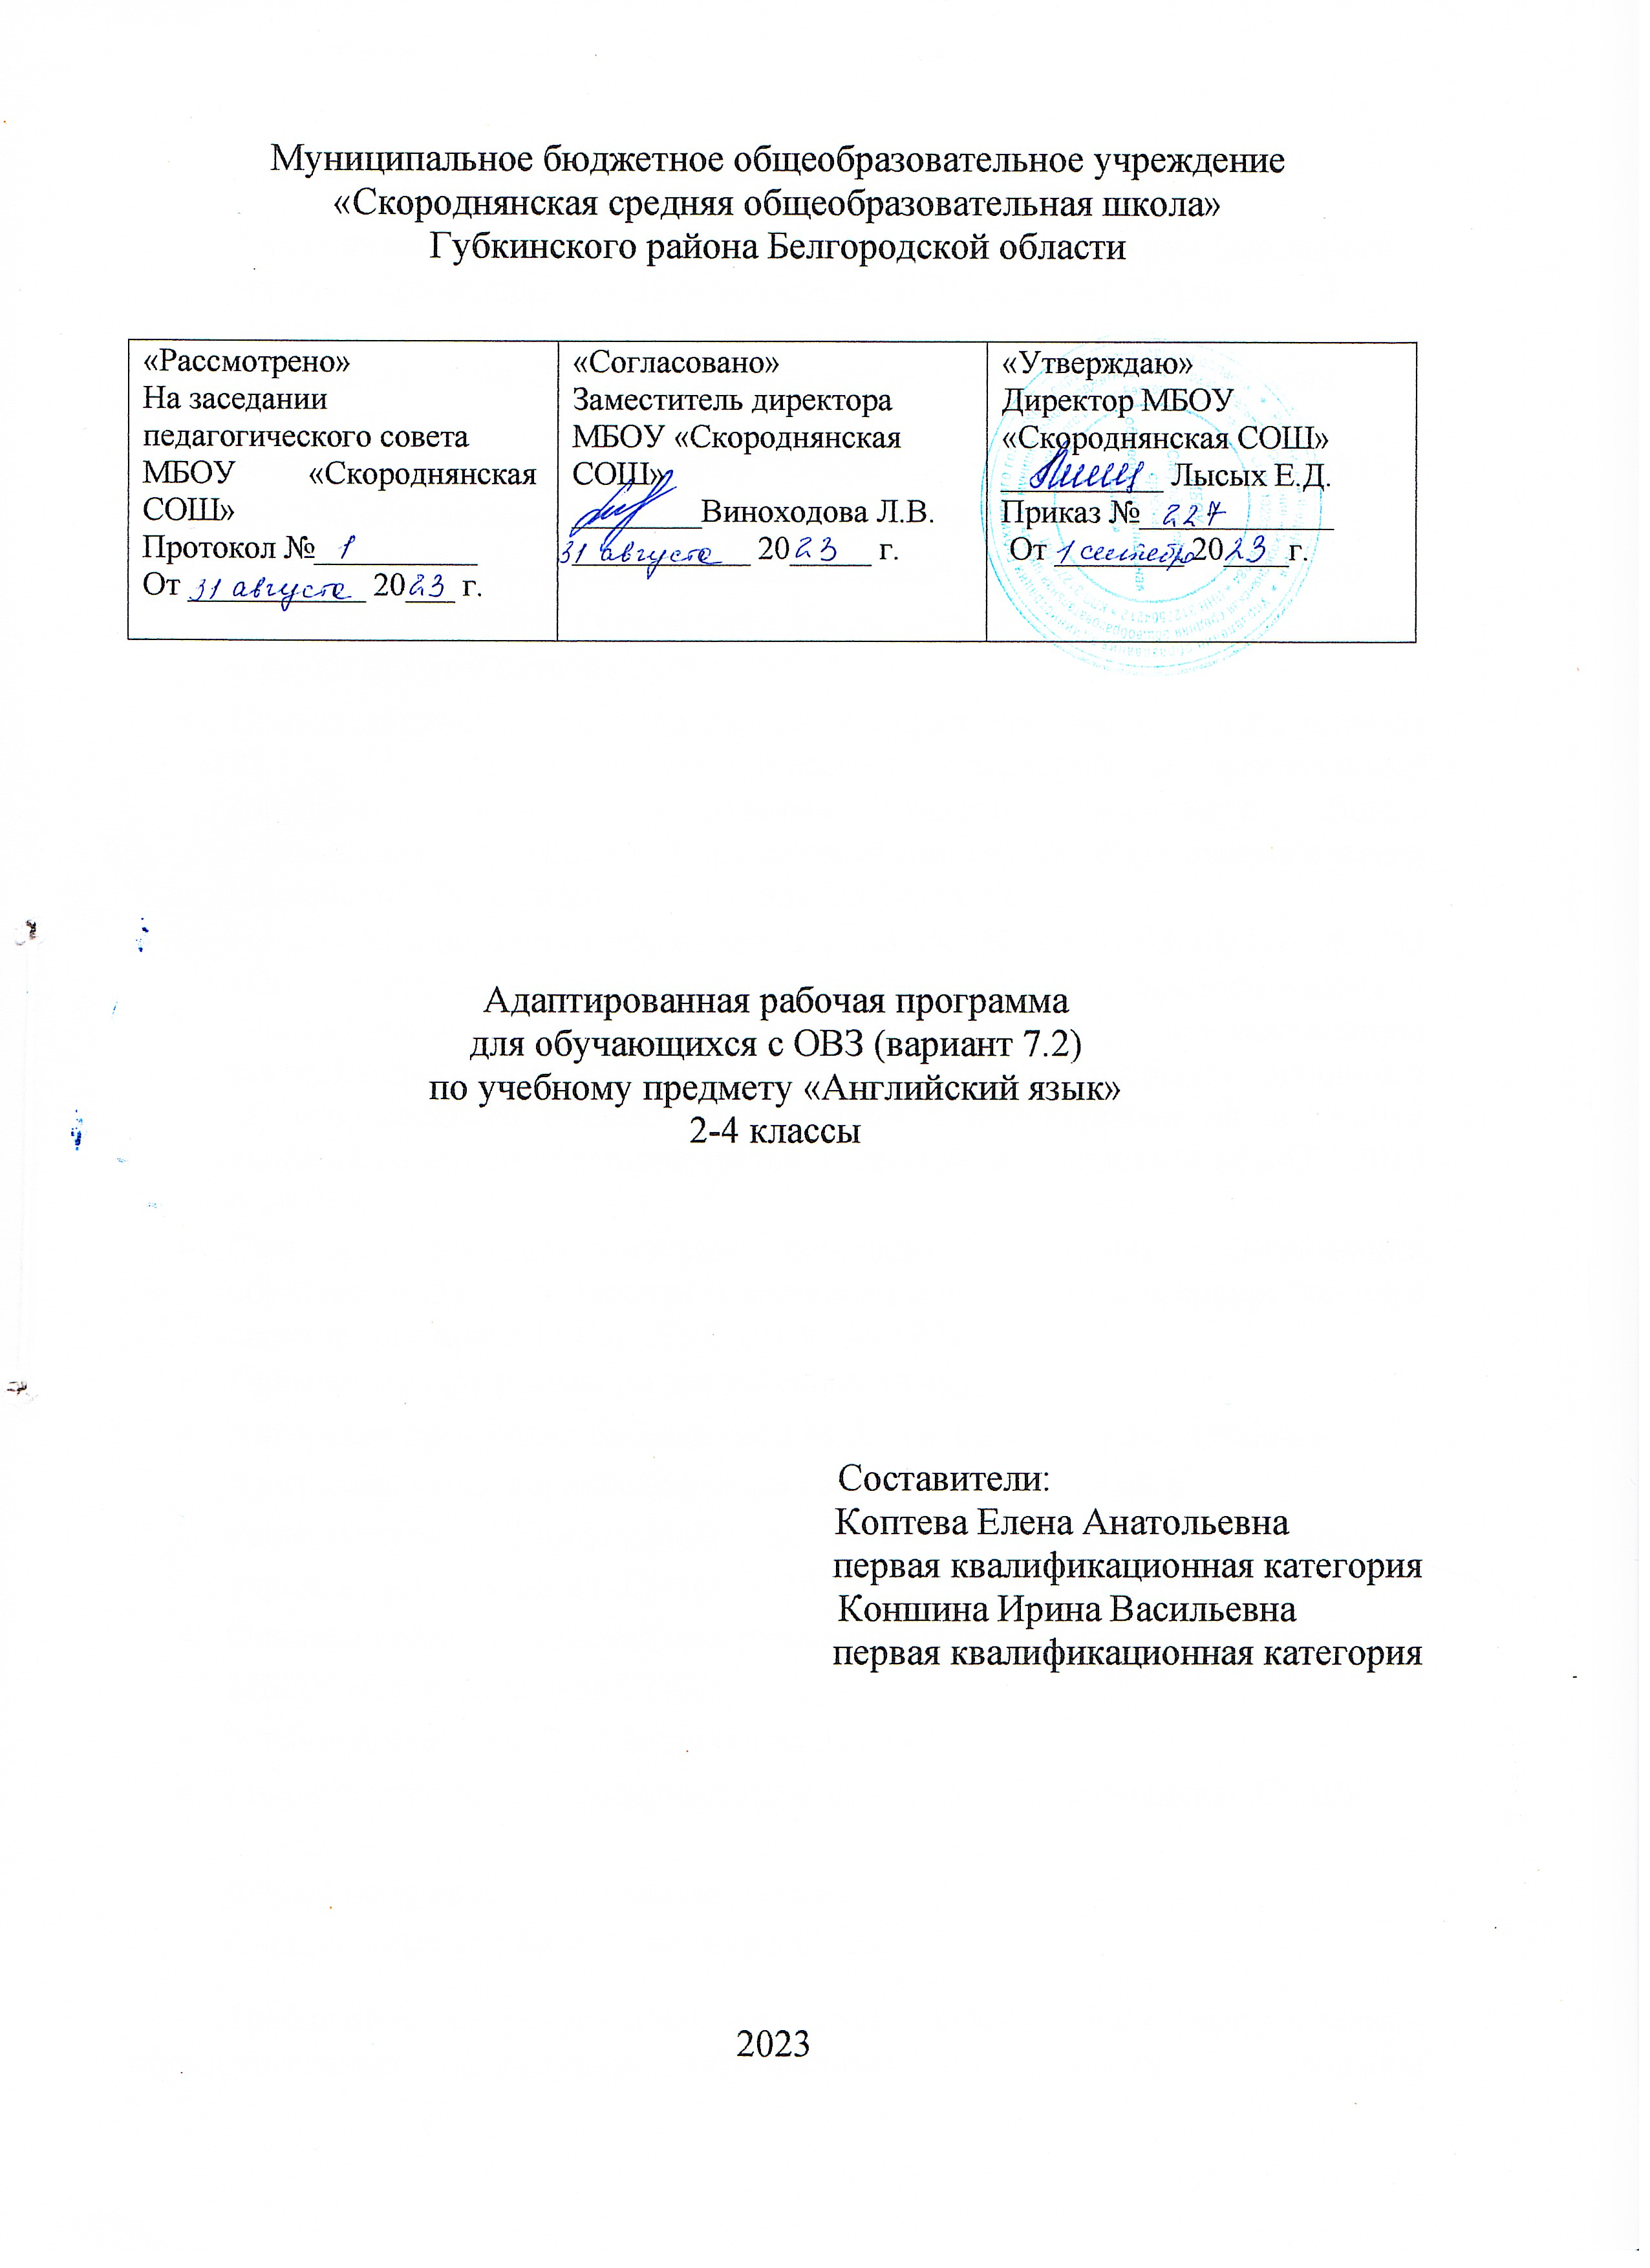 Муниципальное бюджетное общеобразовательное учреждение
«Скороднянская средняя общеобразовательная школа»
Губкинского района Белгородской области
«Рассмотрено»
На заседании
педагогического совета
МБОУ «Скороднянская
СОШ»
Протокол № 1
От 31 августа 2023 г.
«Согласовано»
Заместитель директора
МБОУ «Скороднянская
СОШ»
Виноходова Л.В.
31 августа 2023 г.
«Утверждаю»
Директор МБОУ
«Скороднянская СОШ»
Лысых Е.Д.
Приказ № 227
От 1 сентября 2023 г.
Адаптированная рабочая программа
для обучающихся с ОВЗ (вариант 7.2)
по учебному предмету «Английский язык»
2-4 классы
Составители:
Коптева Елена Анатольевна
первая квалификационная категория
Коншина Ирина Васильевна
первая квалификационная категория
2023